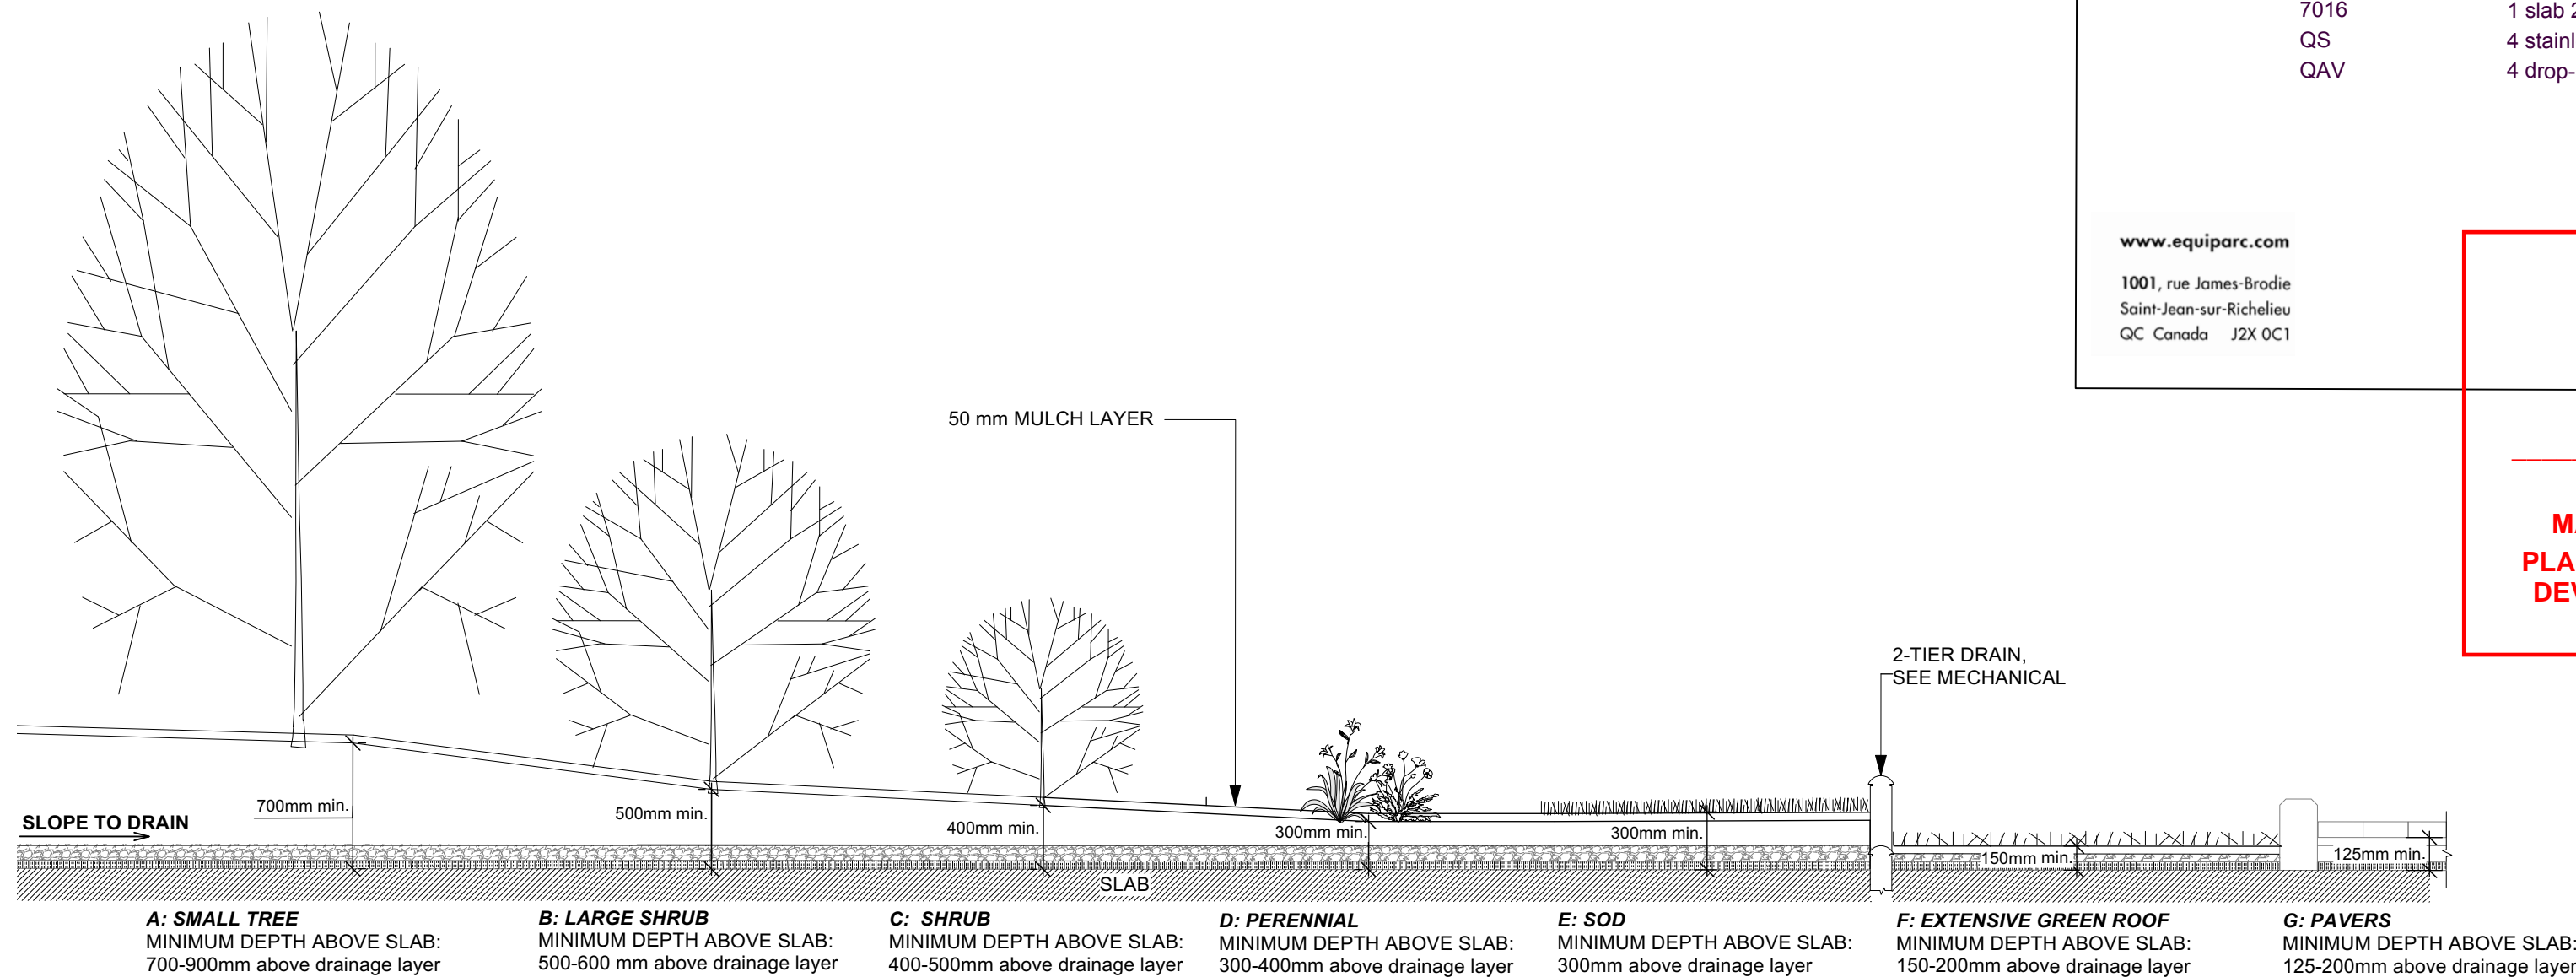 7016 1 slab
QS 4
QAV 4 drop-
www.equiparc.com
1001, rue James-Brodie
Saint-Jean-sur-Richelieu
QC Canada J2X 0C1
50 mm MULCH LAYER
2-TIER DRAIN,
SEE MECHANICAL
PLA
DEV
700mm min.
500mm min.
400mm min.
300mm min.
300mm min.
150mm min.
125mm min.
SLOPE TO DRAIN
SLAB
A: SMALL TREE
MINIMUM DEPTH ABOVE SLAB:
700-900mm above drainage layer
B: LARGE SHRUB
MINIMUM DEPTH ABOVE SLAB:
500-600 mm above drainage layer
C: SHRUB
MINIMUM DEPTH ABOVE SLAB:
400-500mm above drainage layer
D: PERENNIAL
MINIMUM DEPTH ABOVE SLAB:
300-400mm above drainage layer
E: SOD
MINIMUM DEPTH ABOVE SLAB:
300mm above drainage layer
F: EXTENSIVE GREEN ROOF
MINIMUM DEPTH ABOVE SLAB:
150-200mm above drainage layer
G: PAVERS
MINIMUM DEPTH ABOVE SLAB:
125-200mm above drainage layer